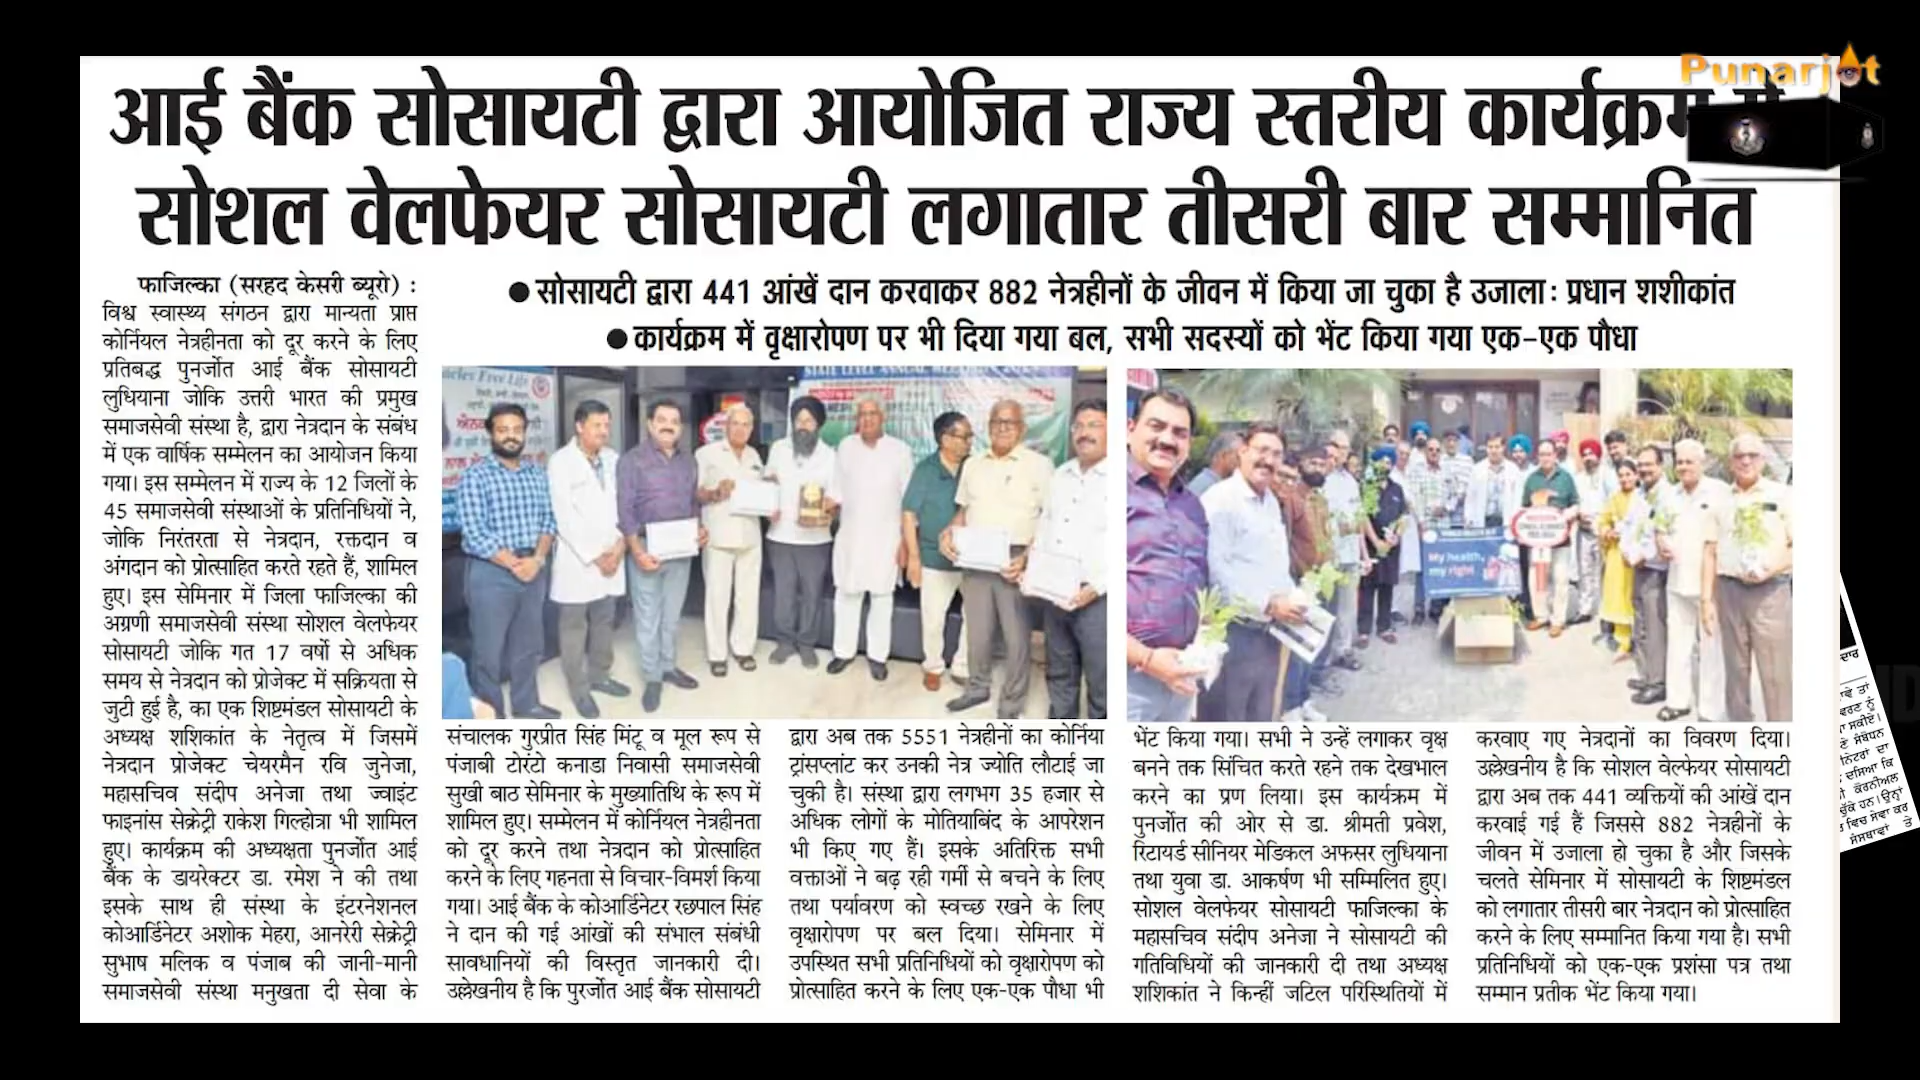 Punarjot
आई बैंक सोसायटी द्वारा आयोजित राज्य स्तरीय कार्यक्रम
सोशल वेलफेयर सोसायटी लगातार तीसरी बार सम्मानित
● सोसायटी द्वारा 441 आंखें दान करवाकर 882 नेत्रहीनों के जीवन में किया जा चुका है उजाला: प्रधान शशीकांत
● कार्यक्रम में वृक्षारोपण पर भी दिया गया बल, सभी सदस्यों को भेंट किया गया एक-एक पौधा
फाजिल्का (सरहद केसरी ब्यूरो) :
विश्व स्वास्थ्य संगठन द्वारा मान्यता प्राप्त
कोर्नियल नेत्रहीनता को दूर करने के लिए
प्रतिबद्ध पुनर्जोत आई बैंक सोसायटी
लुधियाना जोकि उत्तरी भारत की प्रमुख
समाजसेवी संस्था है, द्वारा नेत्रदान के संबंध
में एक वार्षिक सम्मेलन का आयोजन किया
गया। इस सम्मेलन में राज्य के 12 जिलों के
45 समाजसेवी संस्थाओं के प्रतिनिधियों ने,
जोकि निरंतरता से नेत्रदान, रक्तदान व
अंगदान को प्रोत्साहित करते रहते हैं, शामिल
हुए। इस सेमिनार में जिला फाजिल्का की
अग्रणी समाजसेवी संस्था सोशल वेलफेयर
सोसायटी जोकि गत 17 वर्षो से अधिक
समय से नेत्रदान को प्रोजेक्ट में सक्रियता से
जुटी हुई है, का एक शिष्टमंडल सोसायटी के
अध्यक्ष शशिकांत के नेतृत्व में जिसमें
नेत्रदान प्रोजेक्ट चेयरमैन रवि जुनेजा,
महासचिव संदीप अनेजा तथा ज्वाइंट
फाइनांस सेक्रेट्री राकेश गिल्होत्रा भी शामिल
हुए। कार्यक्रम की अध्यक्षता पुनर्जोत आई
बैंक के डायरेक्टर डा. रमेश ने की तथा
इसके साथ ही संस्था के इंटरनेशनल
कोआर्डिनेटर अशोक मेहरा, आनरेरी सेक्रेट्री
सुभाष मलिक व पंजाब की जानी-मानी
समाजसेवी संस्था मनुखता दी सेवा के
संचालक गुरप्रीत सिंह मिंटू व मूल रूप से
पंजाबी टोरंटो कनाडा निवासी समाजसेवी
सुखी बाठ सेमिनार के मुख्यातिथि के रूप में
शामिल हुए। सम्मेलन में कोर्नियल नेत्रहीनता
को दूर करने तथा नेत्रदान को प्रोत्साहित
करने के लिए गहनता से विचार-विमर्श किया
गया। आई बैंक के कोआर्डिनेटर रछपाल सिंह
ने दान की गई आंखों की संभाल संबंधी
सावधानियों की विस्तृत जानकारी दी।
उल्लेखनीय है कि पुरर्जोत आई बैंक सोसायटी
द्वारा अब तक 5551 नेत्रहीनों का कोर्निया
ट्रांसप्लांट कर उनकी नेत्र ज्योति लौटाई जा
चुकी है। संस्था द्वारा लगभग 35 हजार से
अधिक लोगों के मोतियाबिंद के आपरेशन
भी किए गए हैं। इसके अतिरिक्त सभी
वक्ताओं ने बढ़ रही गर्मी से बचने के लिए
तथा पर्यावरण को स्वच्छ रखने के लिए
वृक्षारोपण पर बल दिया। सेमिनार में
उपस्थित सभी प्रतिनिधियों को वृक्षारोपण को
प्रोत्साहित करने के लिए एक-एक पौधा भी
भेंट किया गया। सभी ने उन्हें लगाकर वृक्ष
बनने तक सिंचित करते रहने तक देखभाल
करने का प्रण लिया। इस कार्यक्रम में
पुनर्जोत की ओर से डा. श्रीमती प्रवेश,
रिटायर्ड सीनियर मेडिकल अफसर लुधियाना
तथा युवा डा. आकर्षण भी सम्मिलित हुए।
सोशल वेलफेयर सोसायटी फाजिल्का के
महासचिव संदीप अनेजा ने सोसायटी की
गतिविधियों की जानकारी दी तथा अध्यक्ष
शशिकांत ने किन्हीं जटिल परिस्थितियों में
करवाए गए नेत्रदानों का विवरण दिया।
उल्लेखनीय है कि सोशल वेल्फेयर सोसायटी
द्वारा अब तक 441 व्यक्तियों की आंखें दान
करवाई गई हैं जिससे 882 नेत्रहीनों के
जीवन में उजाला हो चुका है और जिसके
चलते सेमिनार में सोसायटी के शिष्टमंडल
को लगातार तीसरी बार नेत्रदान को प्रोत्साहित
करने के लिए सम्मानित किया गया है। सभी
प्रतिनिधियों को एक-एक प्रशंसा पत्र तथा
सम्मान प्रतीक भेंट किया गया।
My health,
my right